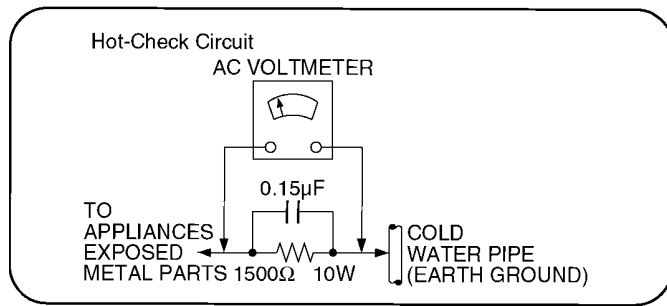 Hot-Check Circuit
AC VOLTMETER
0.15µF
TO
APPLIANCES
EXPOSED
METAL PARTS
1500Ω
10W
COLD
WATER PIPE
(EARTH GROUND)